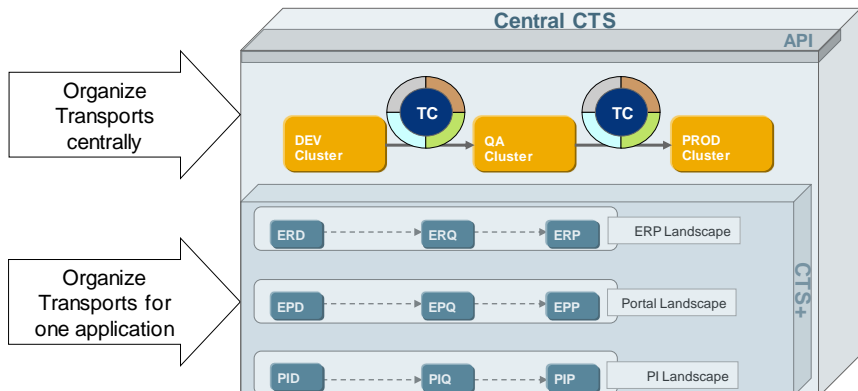 Central CTS
API
Organize
Transports
centrally
TC
TC
DEV
Cluster
QA
Cluster
PROD
Cluster
ERD
ERQ
ERP
ERP Landscape
CTS+
Organize
Transports for
one application
EPD
EPQ
EPP
Portal Landscape
PID
PIQ
PIP
PI Landscape